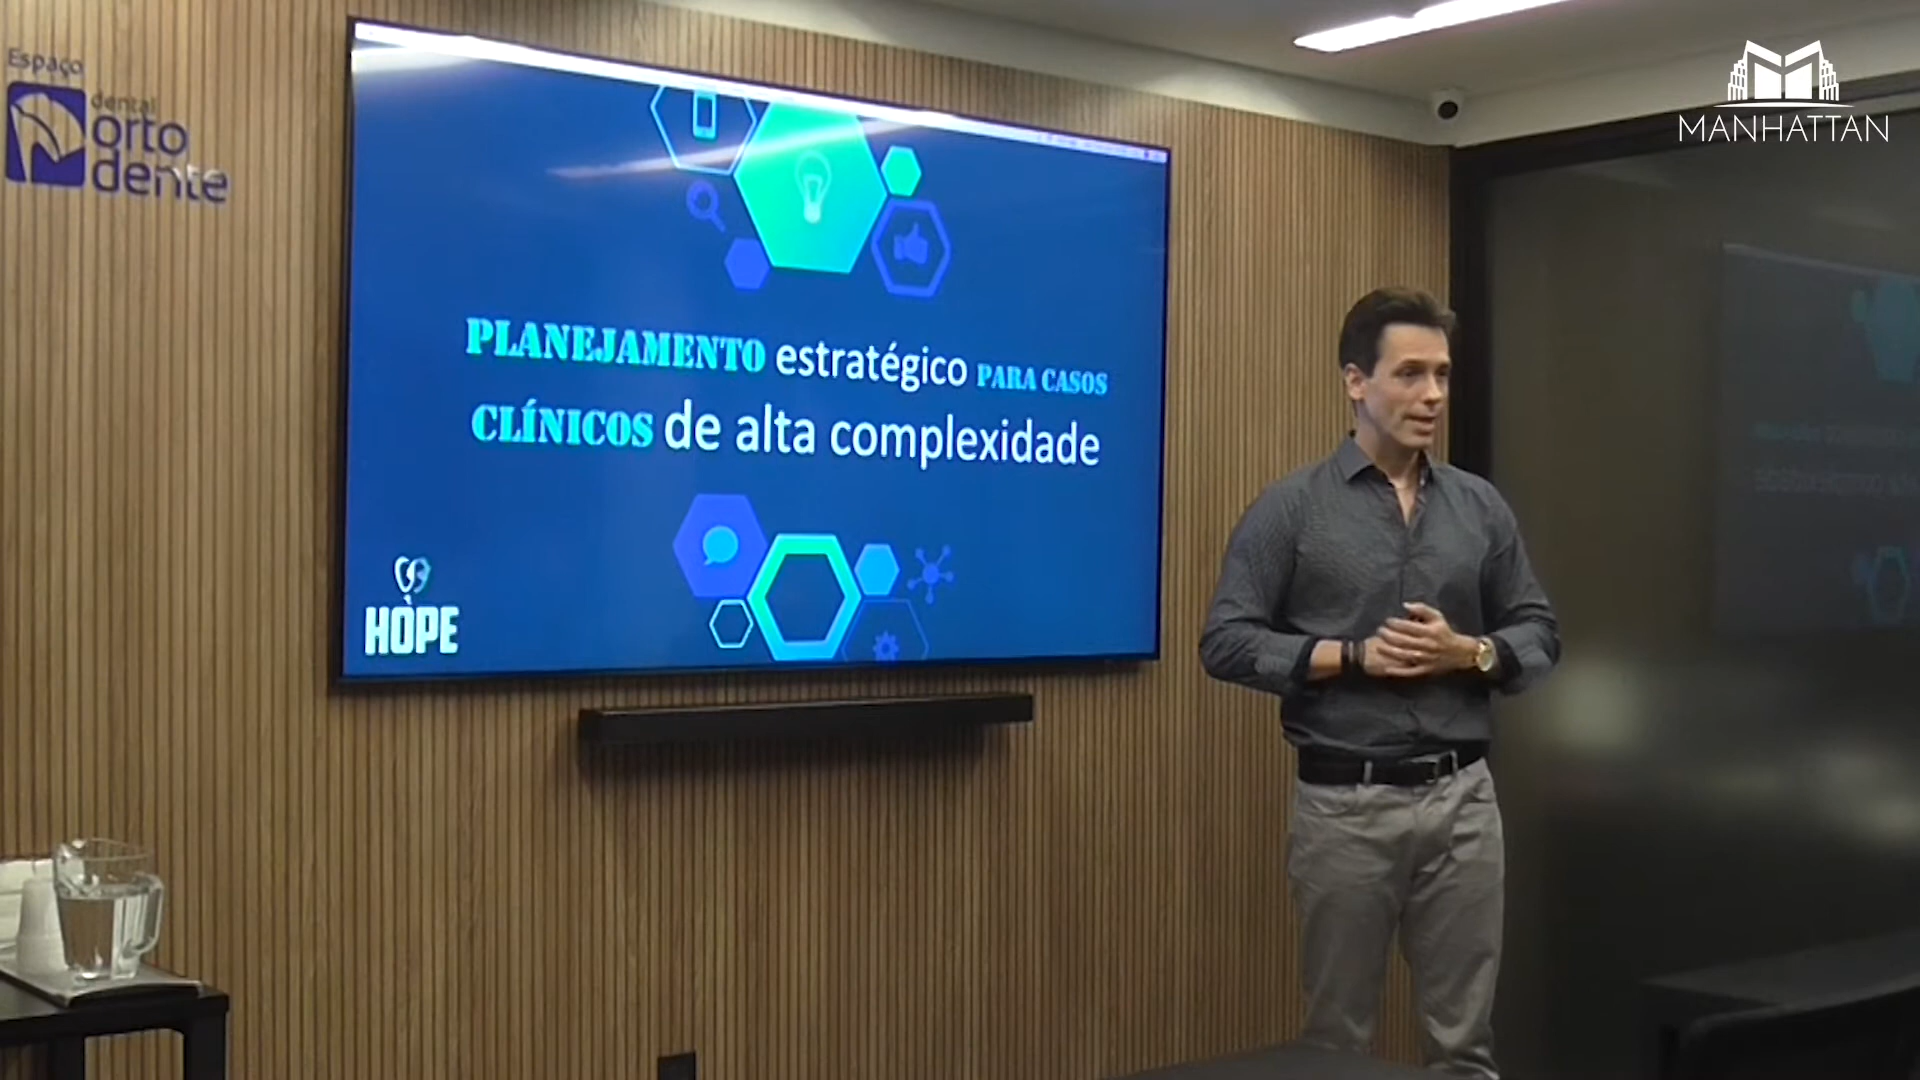 Espaço
dental
orto
dente
PLANEJAMENTO estratégico PARA CASOS
CLÍNICOS de alta complexidade
HOPE
MANHATTAN